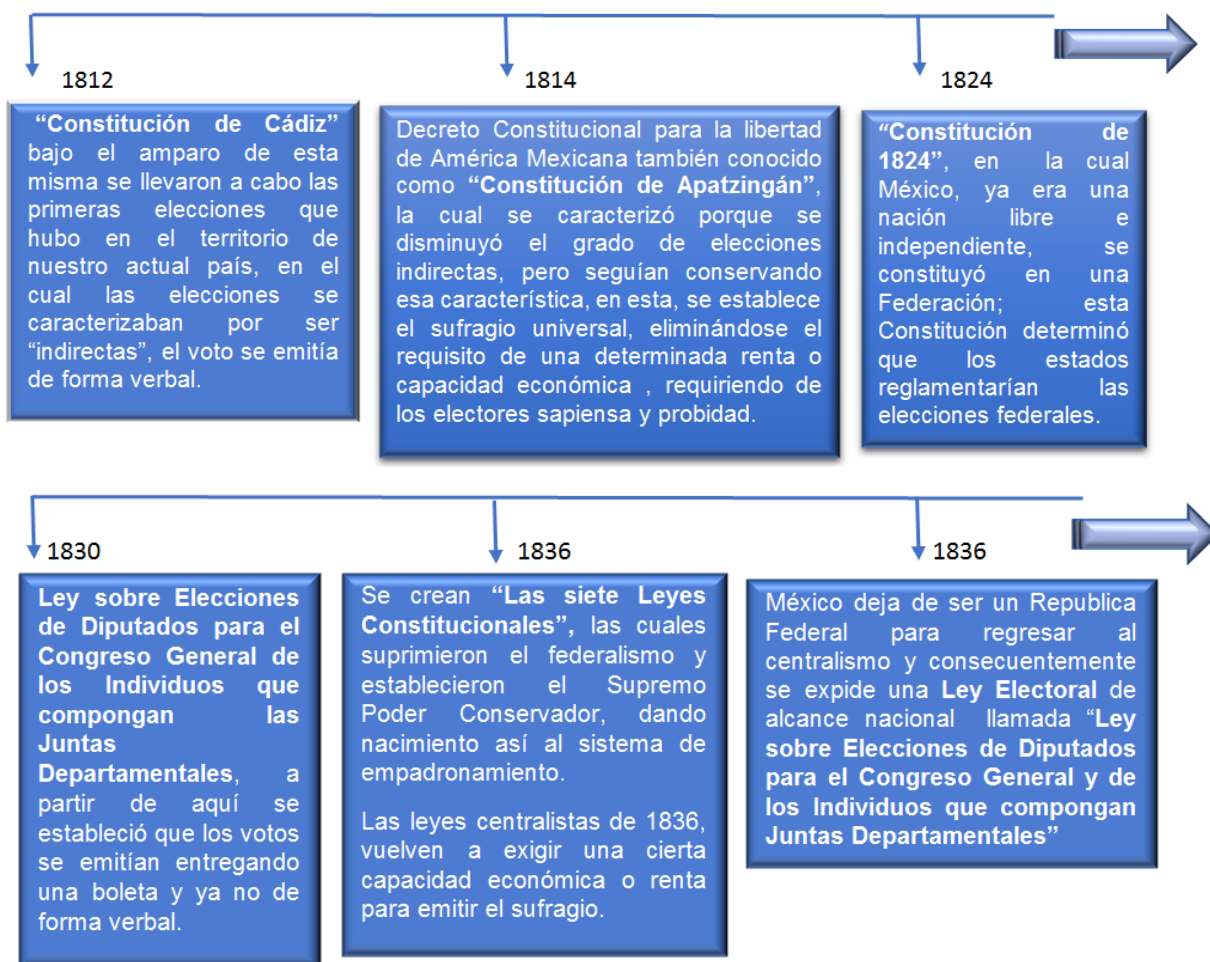 1812
“Constitución de Cádiz”
bajo el amparo de esta
misma se llevaron a cabo las
primeras elecciones que
hubo en el territorio de
nuestro actual país, en el
cual las elecciones se
caracterizaban por ser
“indirectas”, el voto se emitía
de forma verbal.
1814
Decreto Constitucional para la libertad
de América Mexicana también conocido
como “Constitución de Apatzingán”,
la cual se caracterizó porque se
disminuyó el grado de elecciones
indirectas, pero seguían conservando
esa característica, en esta, se establece
el sufragio universal, eliminándose el
requisito de una determinada renta o
capacidad económica , requiriendo de
los electores sapiensa y probidad.
1824
“Constitución de
1824”, en la cual
México, ya era una
nación libre e
independiente, se
constituyó en una
Federación; esta
Constitución determinó
que los estados
reglamentarían las
elecciones federales.
1830
Ley sobre Elecciones
de Diputados para el
Congreso General de
los Individuos que
compongan las
Juntas
Departamentales, a
partir de aquí se
estableció que los votos
se emitían entregando
una boleta y ya no de
forma verbal.
1836
Se crean “Las siete Leyes
Constitucionales”, las cuales
suprimieron el federalismo y
establecieron el Supremo
Poder Conservador, dando
nacimiento así al sistema de
empadronamiento.
Las leyes centralistas de 1836,
vuelven a exigir una cierta
capacidad económica o renta
para emitir el sufragio.
1836
México deja de ser un Republica
Federal para regresar al
centralismo y consecuentemente
se expide una Ley Electoral de
alcance nacional llamada “Ley
sobre Elecciones de Diputados
para el Congreso General y de
los Individuos que compongan
Juntas Departamentales”